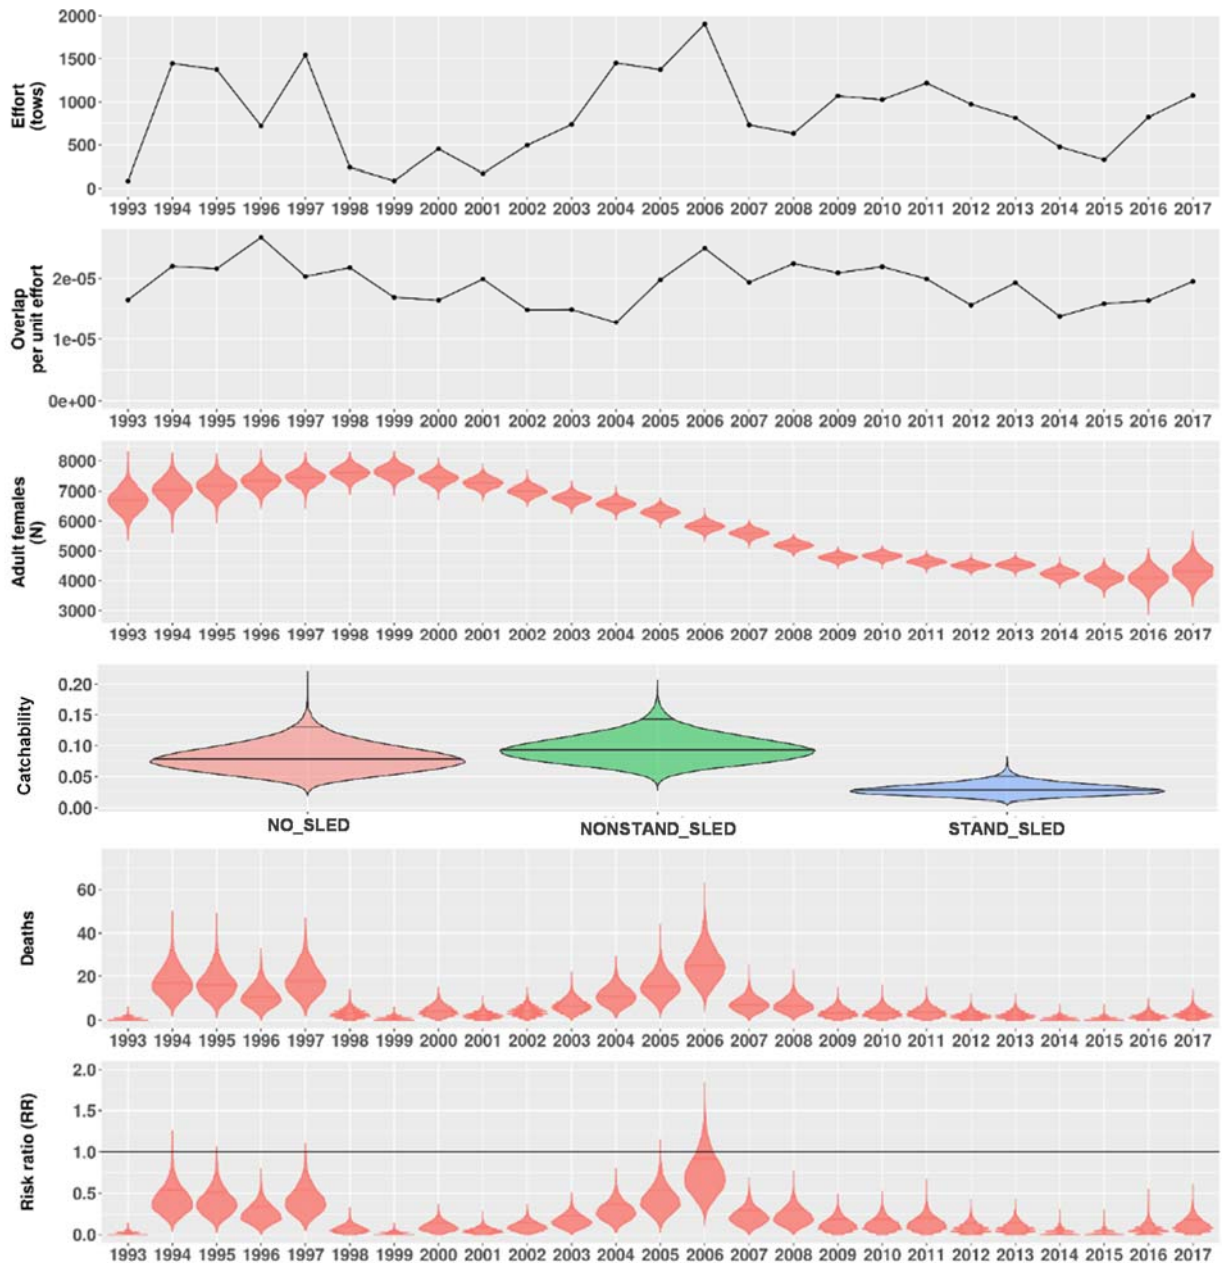 Effort
(tows)
2000
1500
1000
500
0
1993 1994 1995 1996 1997 1998 1999 2000 2001 2002 2003 2004 2005 2006 2007 2008 2009 2010 2011 2012 2013 2014 2015 2016 2017
Overlap
per unit effort
2e-05
1e-05
0e+00
1993 1994 1995 1996 1997 1998 1999 2000 2001 2002 2003 2004 2005 2006 2007 2008 2009 2010 2011 2012 2013 2014 2015 2016 2017
Adult females
(N)
8000
7000
6000
5000
4000
3000
1993 1994 1995 1996 1997 1998 1999 2000 2001 2002 2003 2004 2005 2006 2007 2008 2009 2010 2011 2012 2013 2014 2015 2016 2017
Catchability
0.20
0.15
0.10
0.05
0.00
NO_SLED NONSTAND_SLED STAND_SLED
Deaths
60
40
20
0
1993 1994 1995 1996 1997 1998 1999 2000 2001 2002 2003 2004 2005 2006 2007 2008 2009 2010 2011 2012 2013 2014 2015 2016 2017
Risk ratio (RR)
2.0
1.5
1.0
0.5
0.0
1993 1994 1995 1996 1997 1998 1999 2000 2001 2002 2003 2004 2005 2006 2007 2008 2009 2010 2011 2012 2013 2014 2015 2016 2017